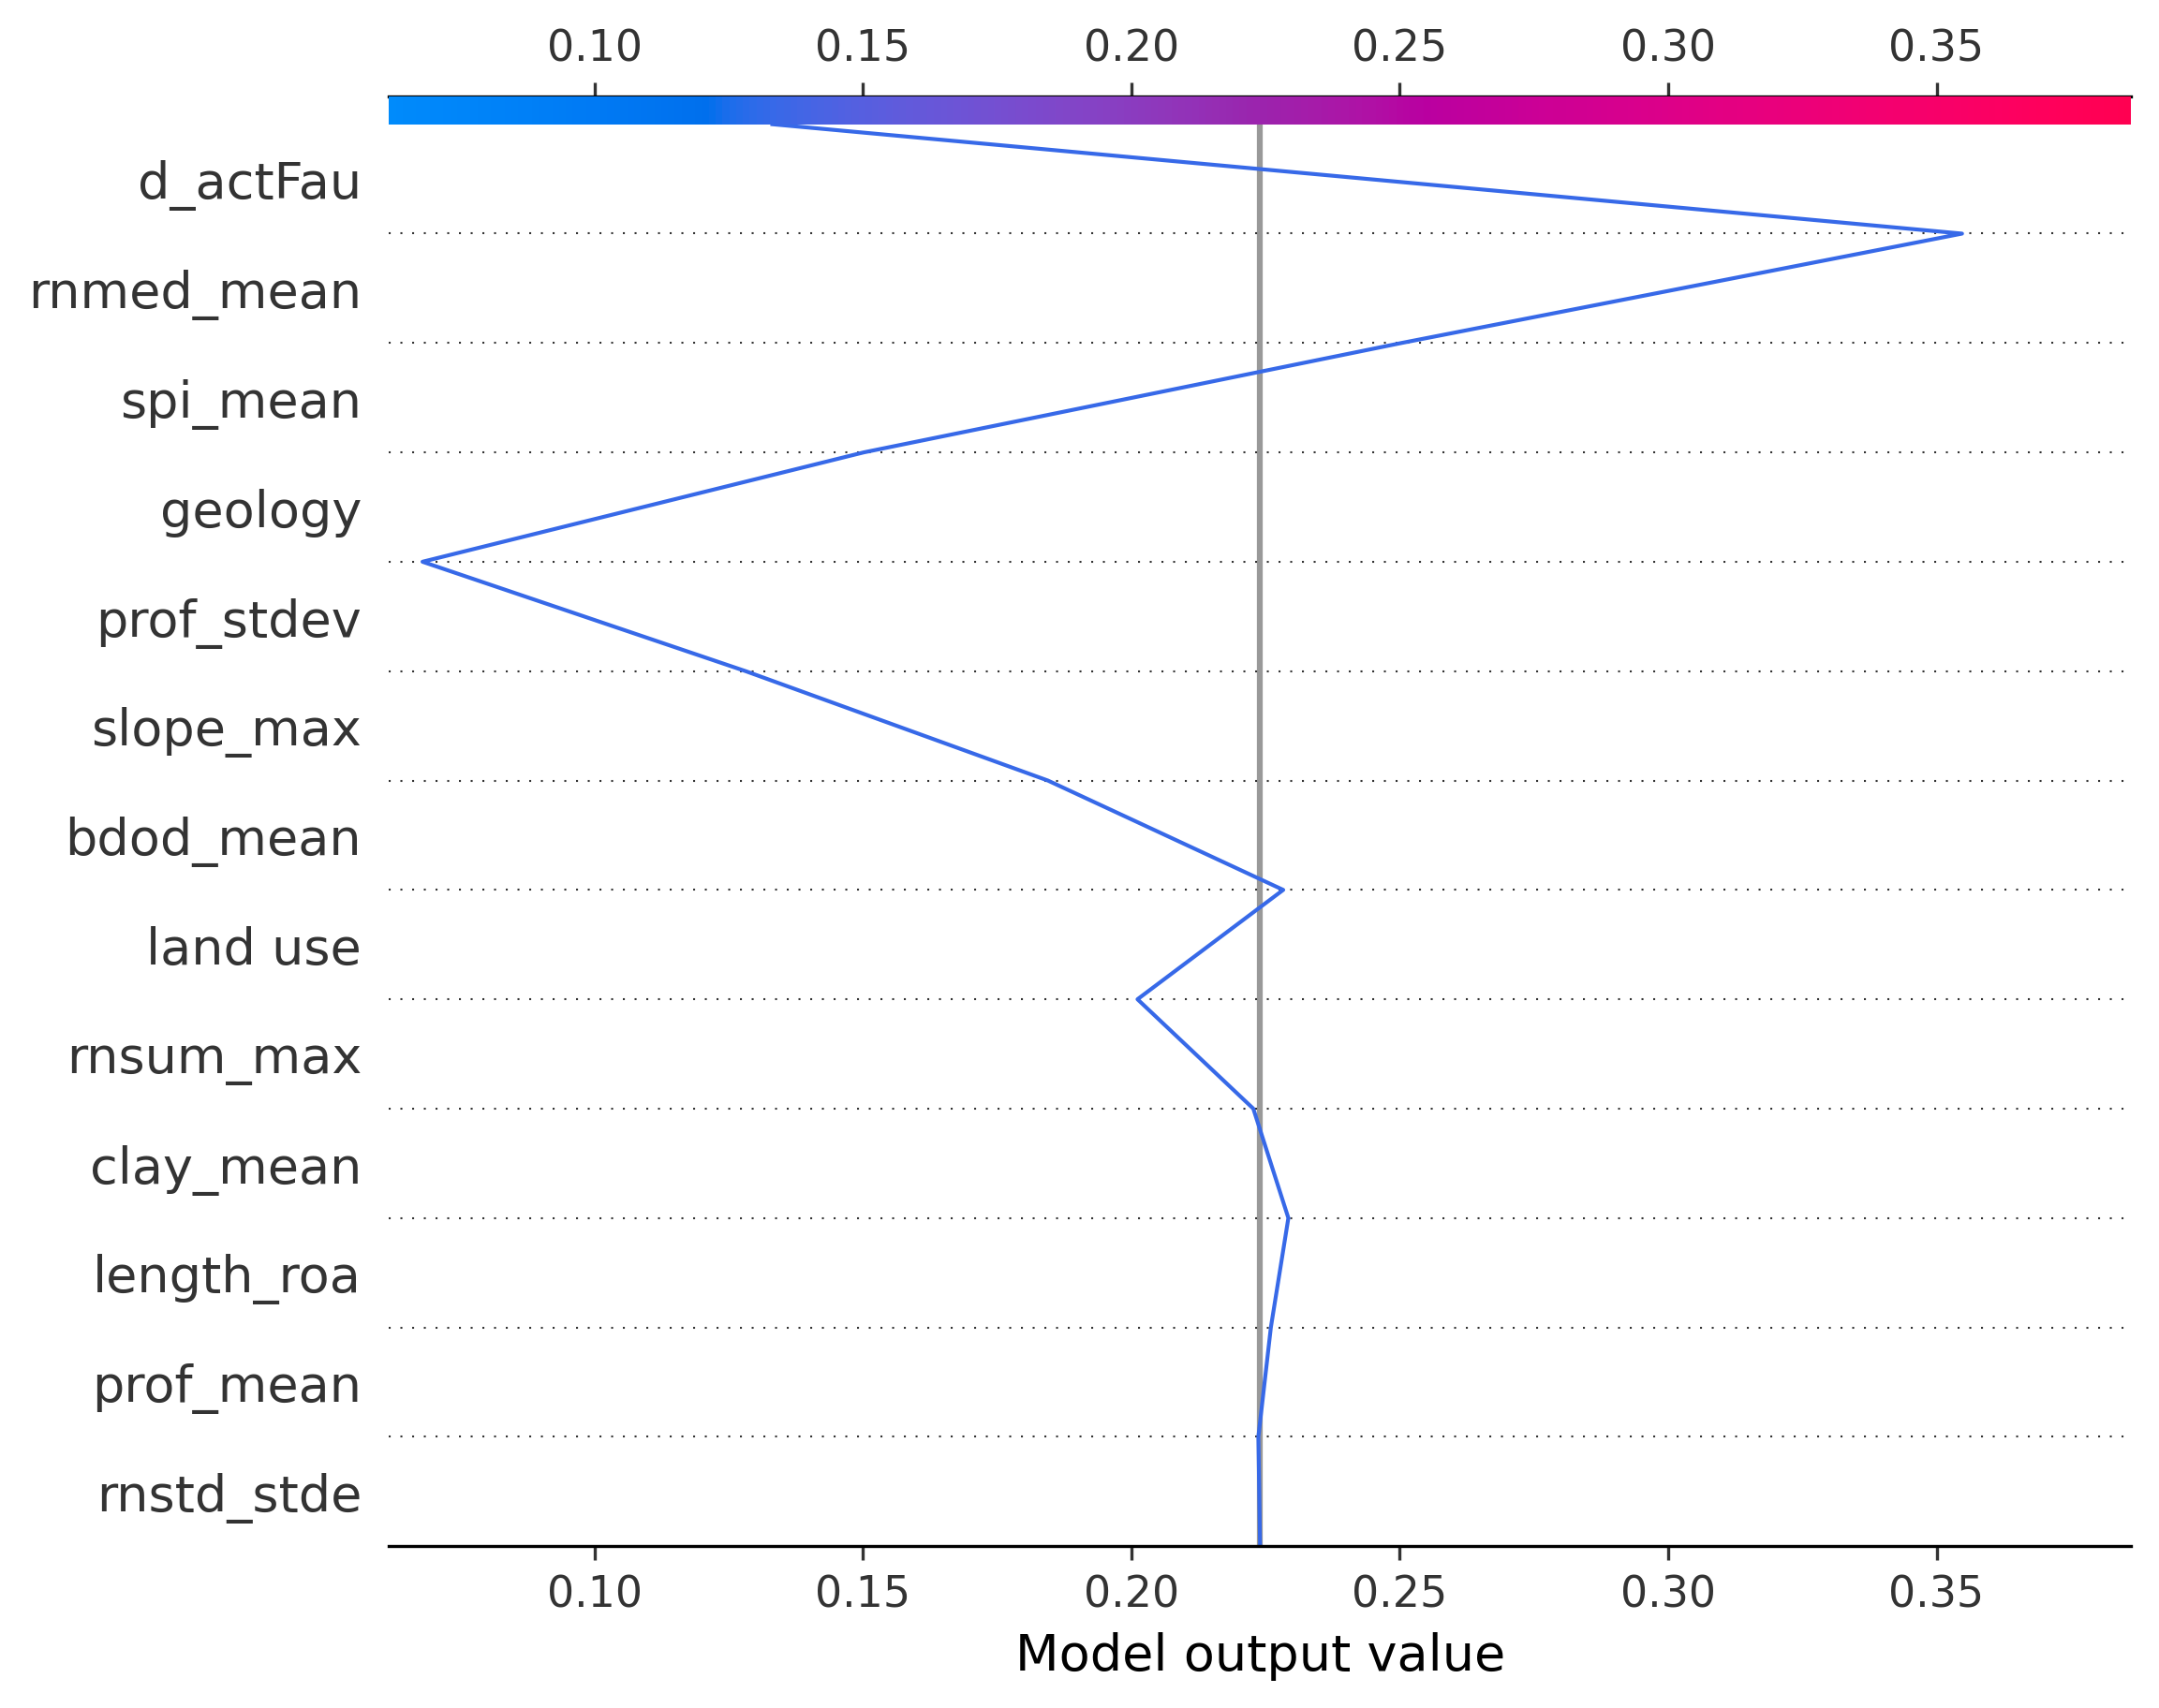 0.10 0.15 0.20 0.25 0.30 0.35
d_actFau
rnmed_mean
spi_mean
geology
prof_stdev
slope_max
bdod_mean
land use
rnsum_max
clay_mean
length_roa
prof_mean
rnstd_stde
0.10 0.15 0.20 0.25 0.30 0.35
Model output value